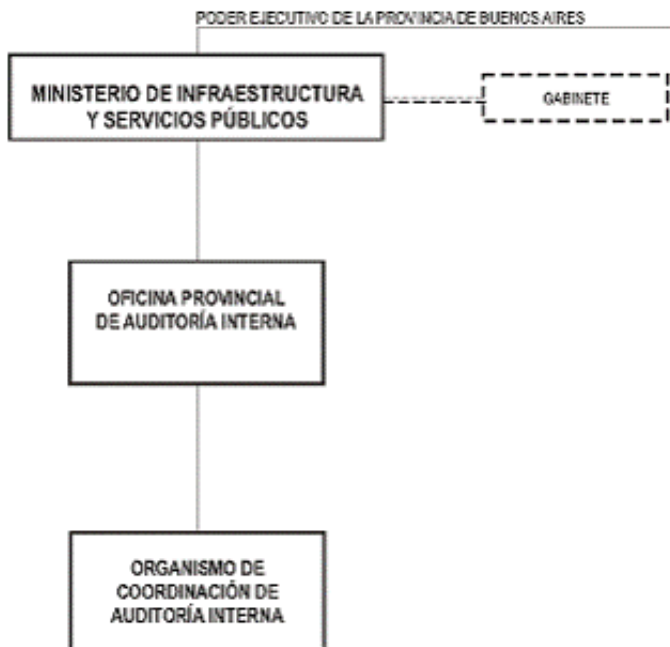 PODER EJECUTIVO DE LA PROVINCIA DE BUENOS AIRES
MINISTERIO DE INFRAESTRUCTURA
Y SERVICIOS PÚBLICOS
GABINETE
OFICINA PROVINCIAL
DE AUDITORÍA INTERNA
ORGANISMO DE
COORDINACIÓN DE
AUDITORÍA INTERNA